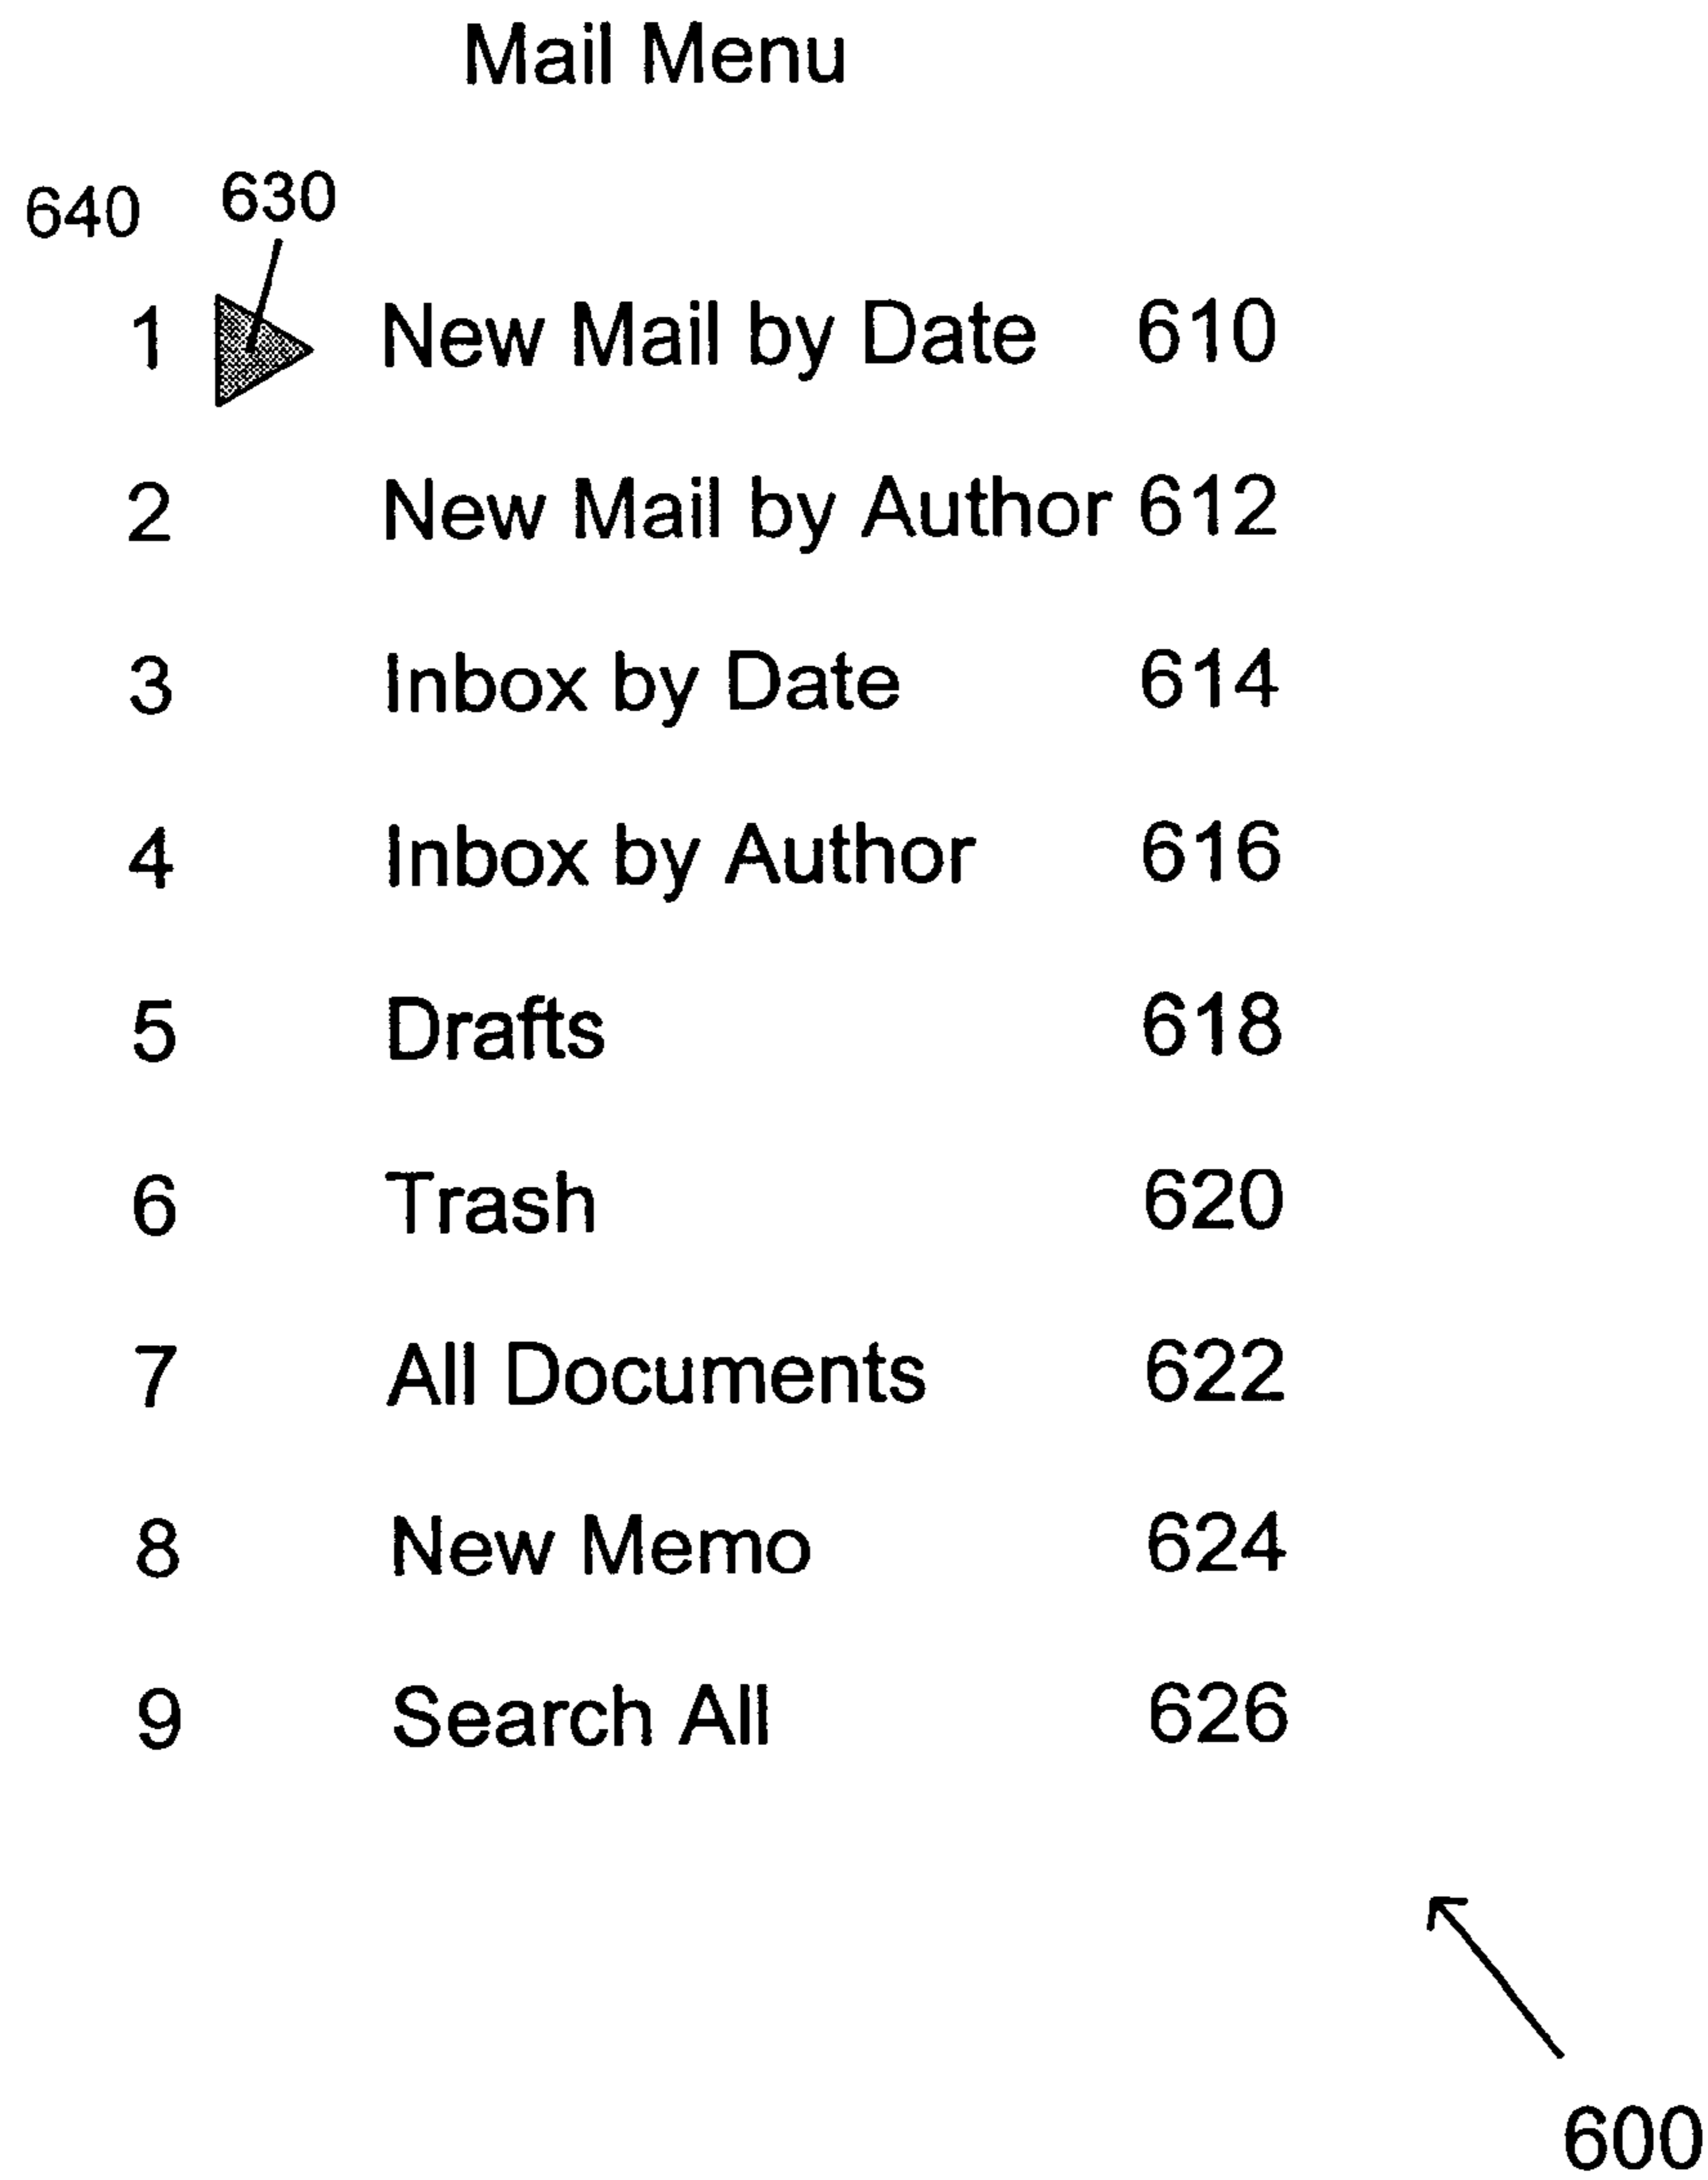 Mail Menu
640 630
1 New Mail by Date 610
2 New Mail by Author 612
3 Inbox by Date 614
4 Inbox by Author 616
5 Drafts 618
6 Trash 620
7 All Documents 622
8 New Memo 624
9 Search All 626
600